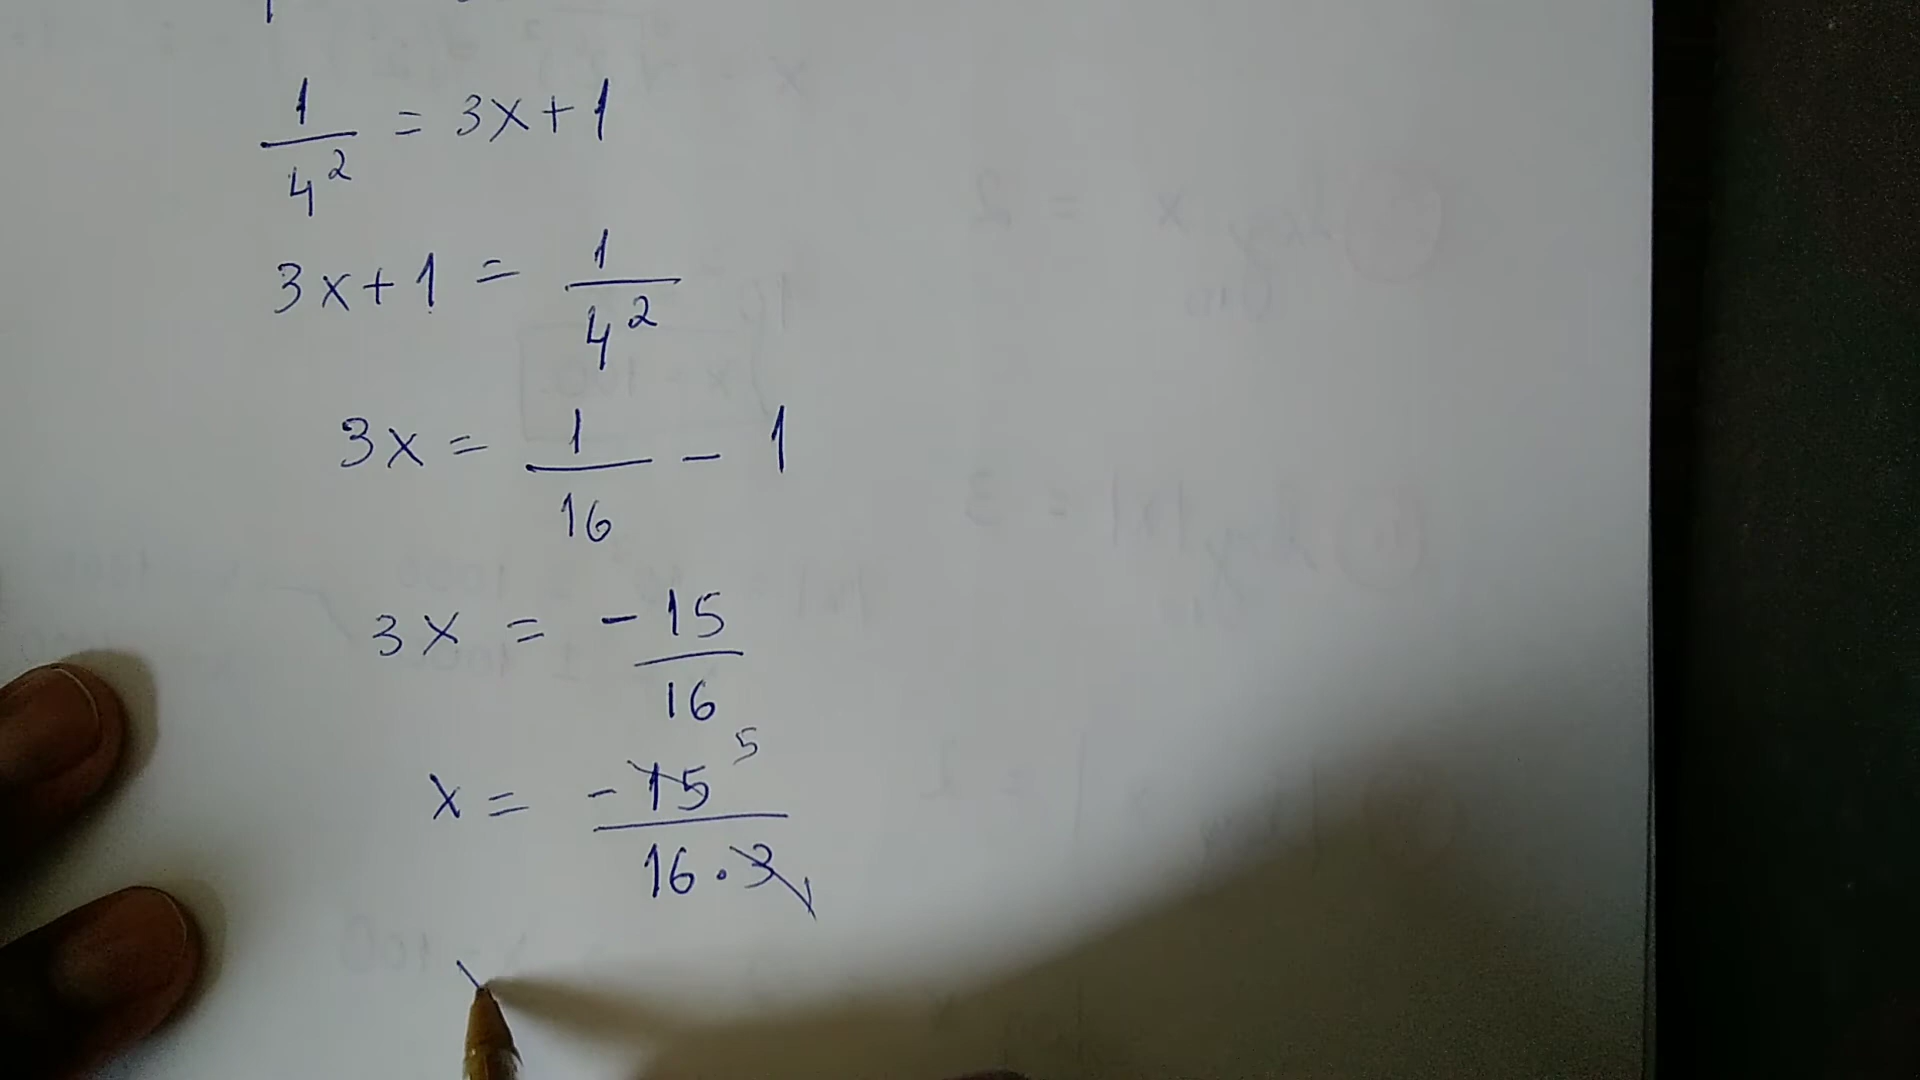 1/4² = 3x+1
3x+1 = 1/4²
3x = 1/16 - 1
3x = -15/16
x = -15 5/16·3 1